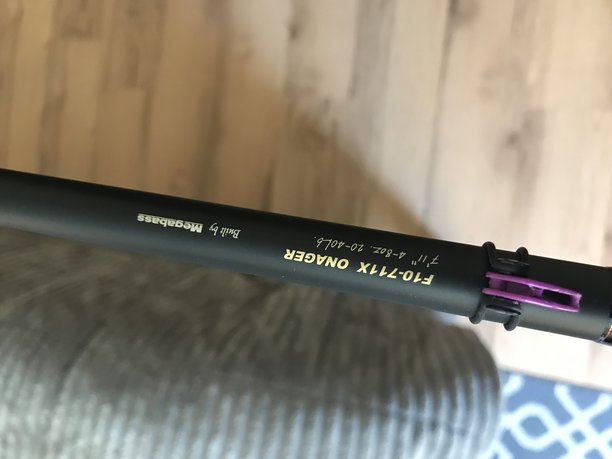 F10-711X ONAGER
7'11" 4-8oz. 20-40Lb.
Built by Megabass